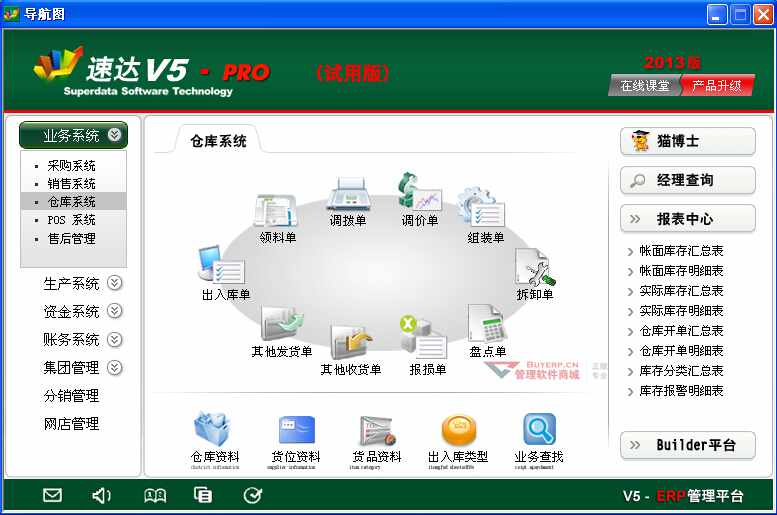 导航图
速达V5 - PRO (试用版)
Superdata Software Technology
2013版
在线课堂 产品升级
业务系统
采购系统
销售系统
仓库系统
POS 系统
售后管理
生产系统
资金系统
账务系统
集团管理
分销管理
网店管理
仓库系统
领料单
调拨单
调价单
组装单
出入库单
拆卸单
其他发货单
其他收货单
报损单
盘点单
BUYERP.CN
管理软件商城
正版
专业
仓库资料
货位资料
货品资料
出入库类型
业务查找
supplier infomation
item category
猫博士
经理查询
报表中心
帐面库存汇总表
帐面库存明细表
实际库存汇总表
实际库存明细表
仓库开单汇总表
仓库开单明细表
库存分类汇总表
库存报警明细表
Builder平台
V5 - ERP管理平台